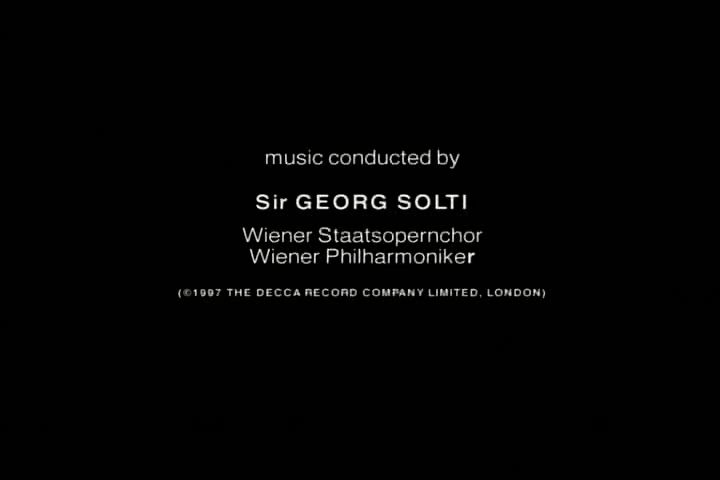 music conducted by
Sir GEORG SOLTI
Wiener Staatsopernchor
Wiener Philharmoniker
(©1997 THE DECCA RECORD COMPANY LIMITED, LONDON)